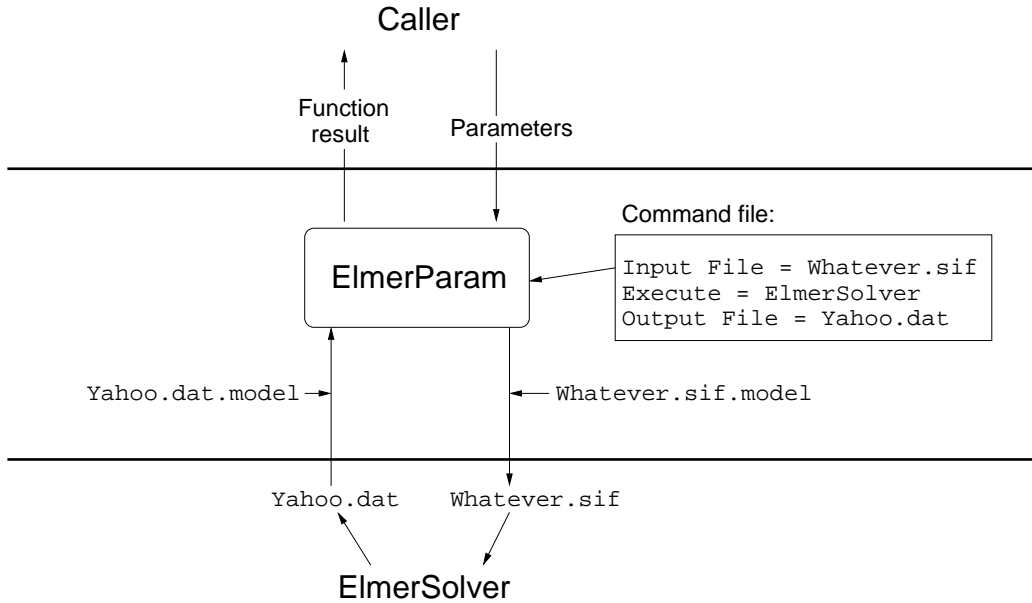 Caller
Function
result
Parameters
Command file:
ElmerParam
Input File = Whatever.sif
Execute = ElmerSolver
Output File = Yahoo.dat
Yahoo.dat.model
Whatever.sif.model
Yahoo.dat
Whatever.sif
ElmerSolver